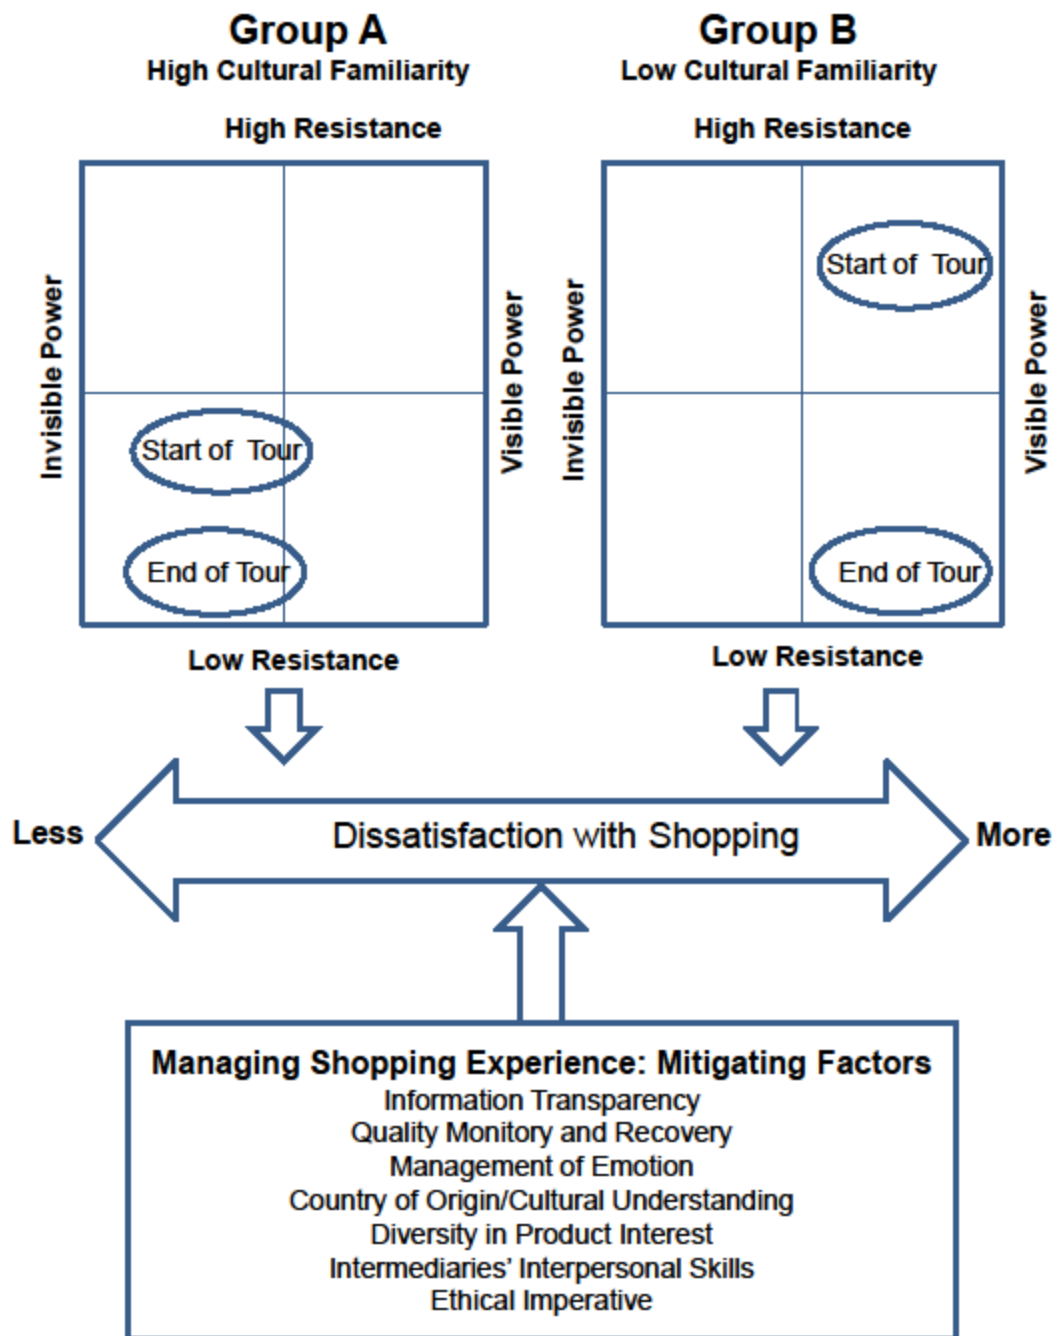 Group A
High Cultural Familiarity
High Resistance
Invisible Power
Visible Power
Start of Tour
End of Tour
Low Resistance
Group B
Low Cultural Familiarity
High Resistance
Invisible Power
Visible Power
Start of Tour
End of Tour
Low Resistance
Less
Dissatisfaction with Shopping
More
Managing Shopping Experience: Mitigating Factors
Information Transparency
Quality Monitory and Recovery
Management of Emotion
Country of Origin/Cultural Understanding
Diversity in Product Interest
Intermediaries' Interpersonal Skills
Ethical Imperative